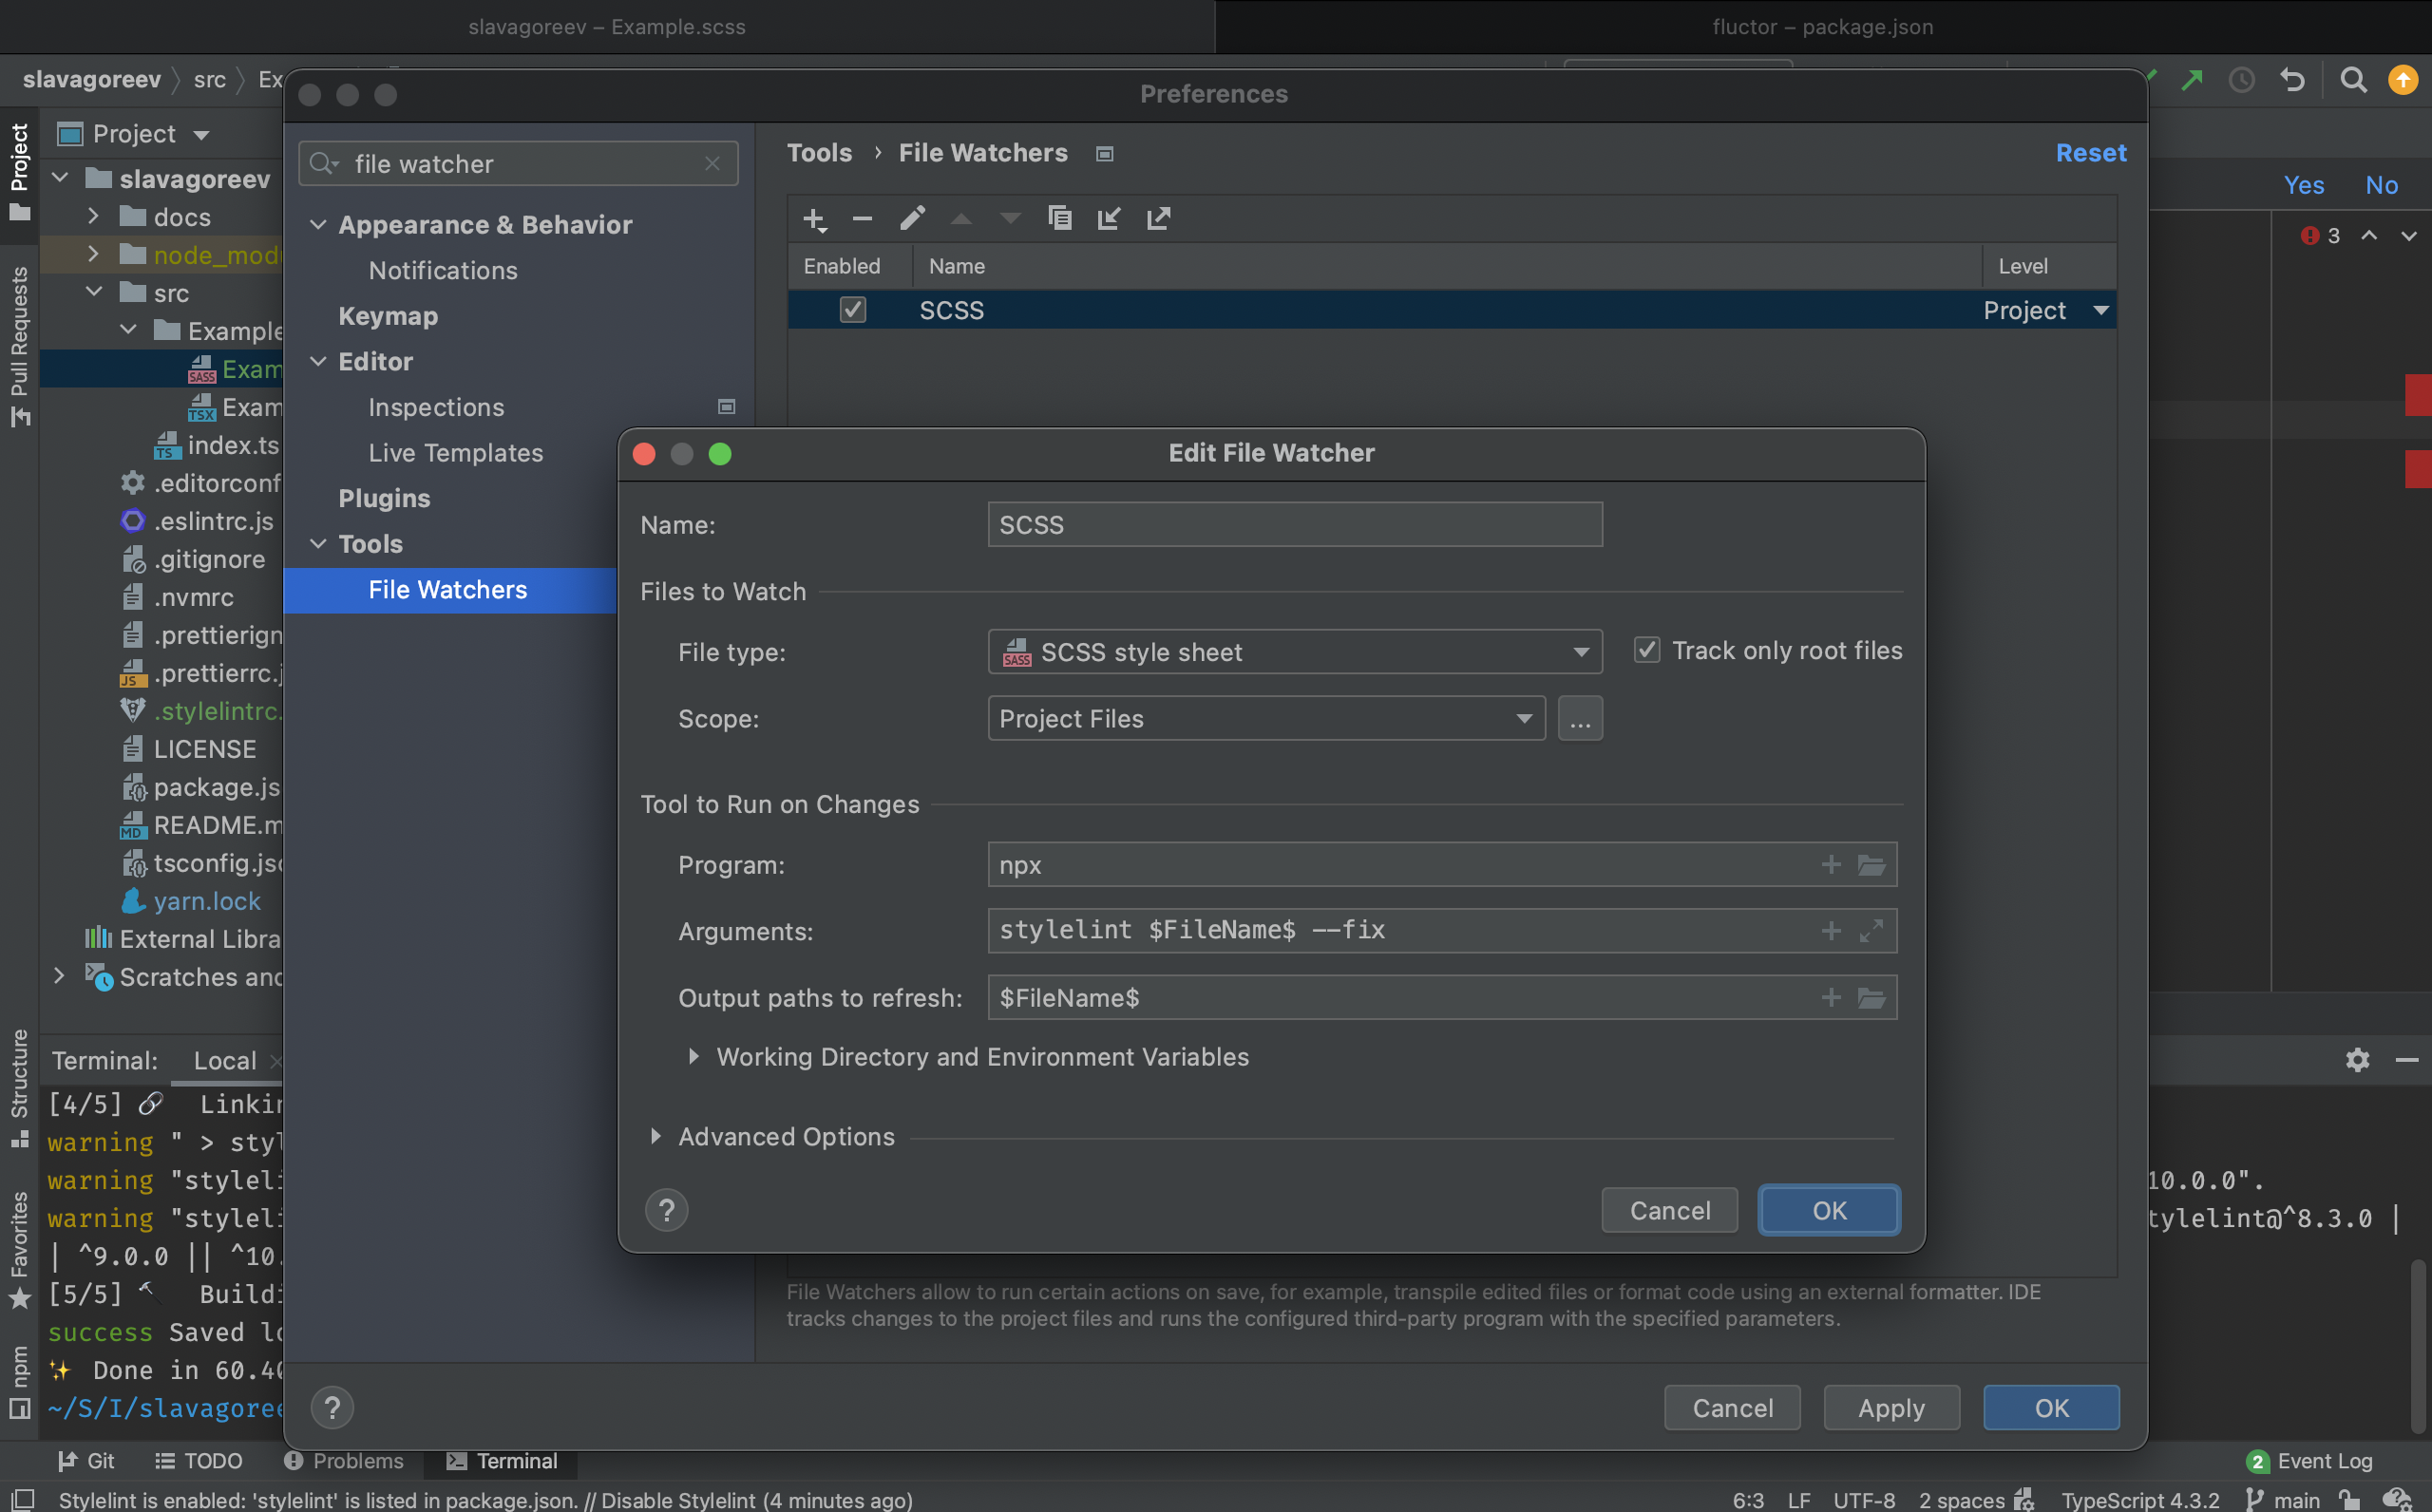 slavagoreev – Example.scss
fluctor – package.json
slavagoreev
src
Ex
Preferences
Project
Project
Pull Requests
Structure
Favorites
npm
slavagoreev
docs
node_mod
src
Example
SASS Exam
TSX Exam
TS index.ts
.editorconf
.eslintrc.js
.gitignore
.nvmrc
.prettierign
JS .prettierrc.j
.stylelintrc.
LICENSE
package.js
MD README.m
tsconfig.jso
yarn.lock
External Libra
Scratches and
file watcher
Appearance & Behavior
Notifications
Keymap
Editor
Inspections
Live Templates
Plugins
Tools
File Watchers
Tools › File Watchers
Reset
Yes No
3
Enabled Name Level
SCSS Project
Edit File Watcher
Name: SCSS
Files to Watch
File type: SASS SCSS style sheet Track only root files
Scope: Project Files ...
Tool to Run on Changes
Program: npx
Arguments: stylelint $FileName$ --fix
Output paths to refresh: $FileName$
Working Directory and Environment Variables
Advanced Options
? Cancel OK
File Watchers allow to run certain actions on save, for example, transpile edited files or format code using an external formatter. IDE
tracks changes to the project files and runs the configured third-party program with the specified parameters.
? Cancel Apply OK
Terminal: Local
[4/5] Linkin
warning " > styl
warning "styleli 10.0.0".
warning "styleli tylelint@^8.3.0 |
| ^9.0.0 || ^10.
[5/5] Buildi
success Saved lo
Done in 60.40
~/S/I/slavagoree
Git TODO Problems Terminal 2 Event Log
Stylelint is enabled: 'stylelint' is listed in package.json. // Disable Stylelint (4 minutes ago) 6:3 LF UTF-8 2 spaces TypeScript 4.3.2 main